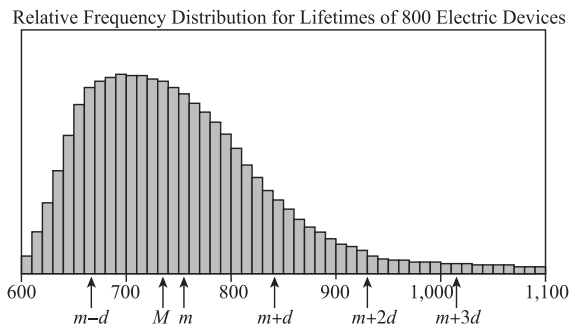 Relative Frequency Distribution for Lifetimes of 800 Electric Devices
600 700 800 900 1,000 1,100
m–d M m m+d m+2d m+3d